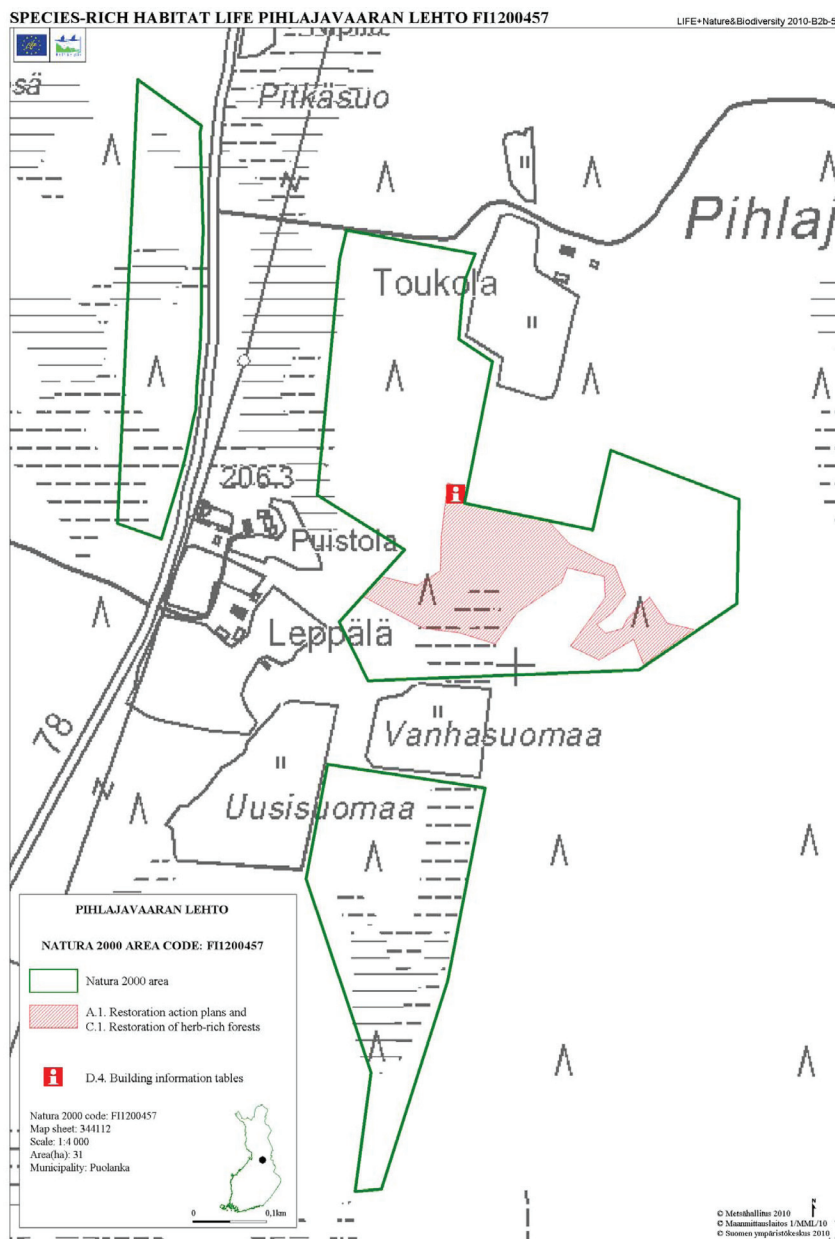 SPECIES-RICH HABITAT LIFE PIHLAJAVAARAN LEHTO FI1200457
LIFE+Nature&Biodiversity 2010-B2b-5
sä
Pitkäsuo
Pihlaj
Toukola
206.3
Puistola
Leppälä
78
Vanhasuomaa
Uusisuomaa
PIHLAJAVAARAN LEHTO
NATURA 2000 AREA CODE: FI1200457
Natura 2000 area
A.1. Restoration action plans and
C.1. Restoration of herb-rich forests
i
D.4. Building information tables
Natura 2000 code: FI1200457
Map sheet: 344112
Scale: 1:4 000
Area(ha): 31
Municipality: Puolanka
0 0,1km
N
© Metsähallitus 2010
© Maanmittauslaitos 1/MML/10
© Suomen ympäristökeskus 2010